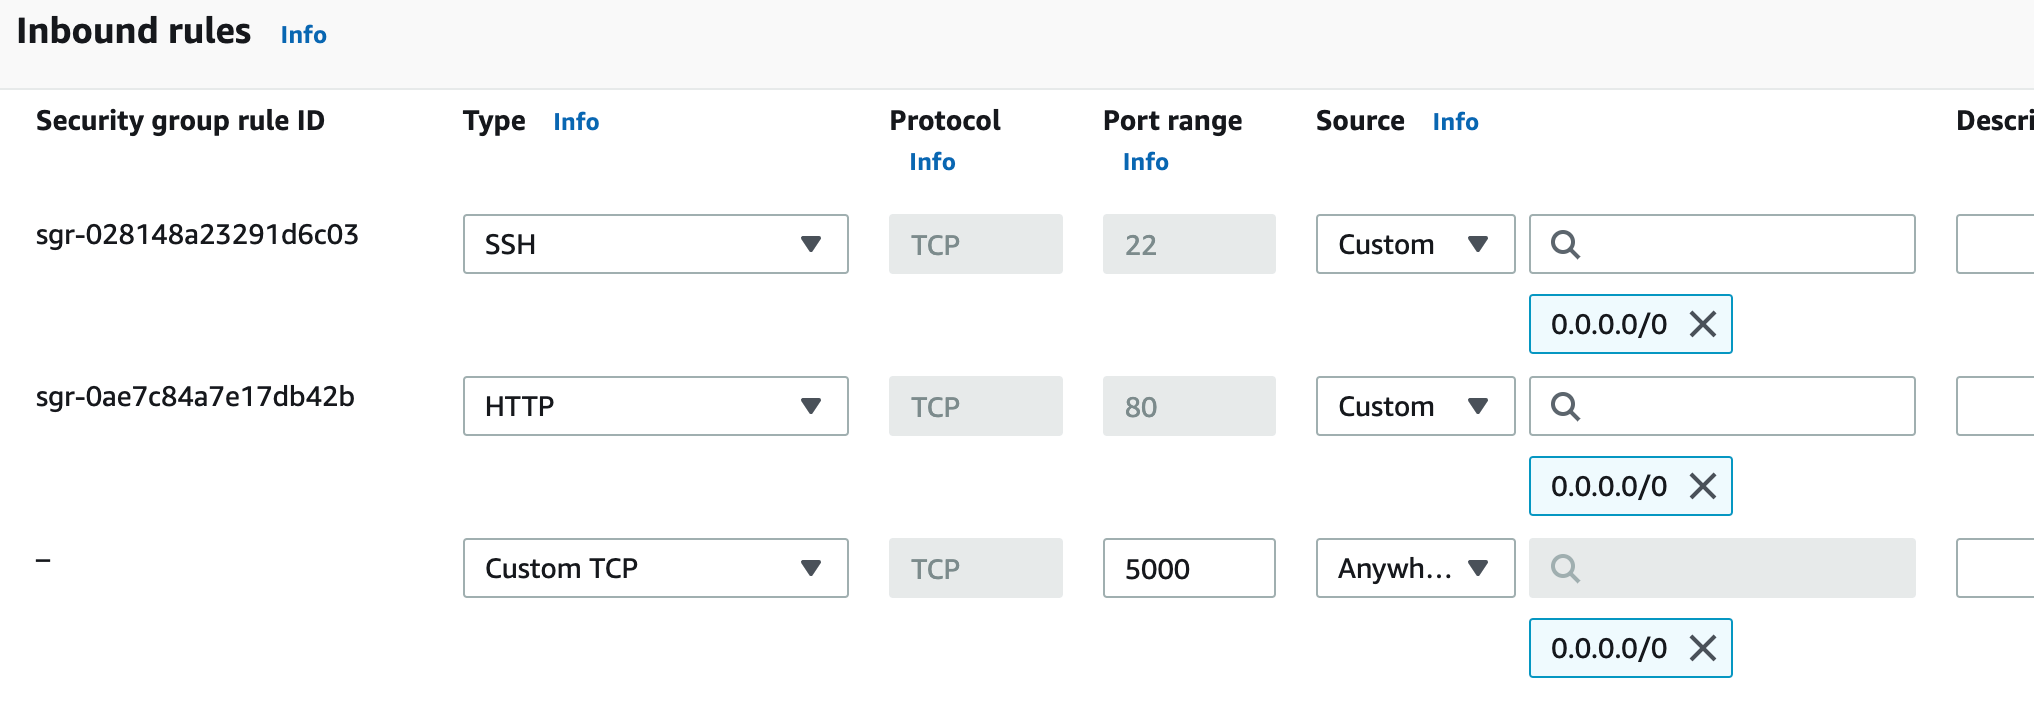 Inbound rules Info
Security group rule ID Type Info Protocol Info Port range Info Source Info Descri
sgr-028148a23291d6c03 SSH TCP 22 Custom
0.0.0.0/0
sgr-0ae7c84a7e17db42b HTTP TCP 80 Custom
0.0.0.0/0
– Custom TCP TCP 5000 Anywh...
0.0.0.0/0